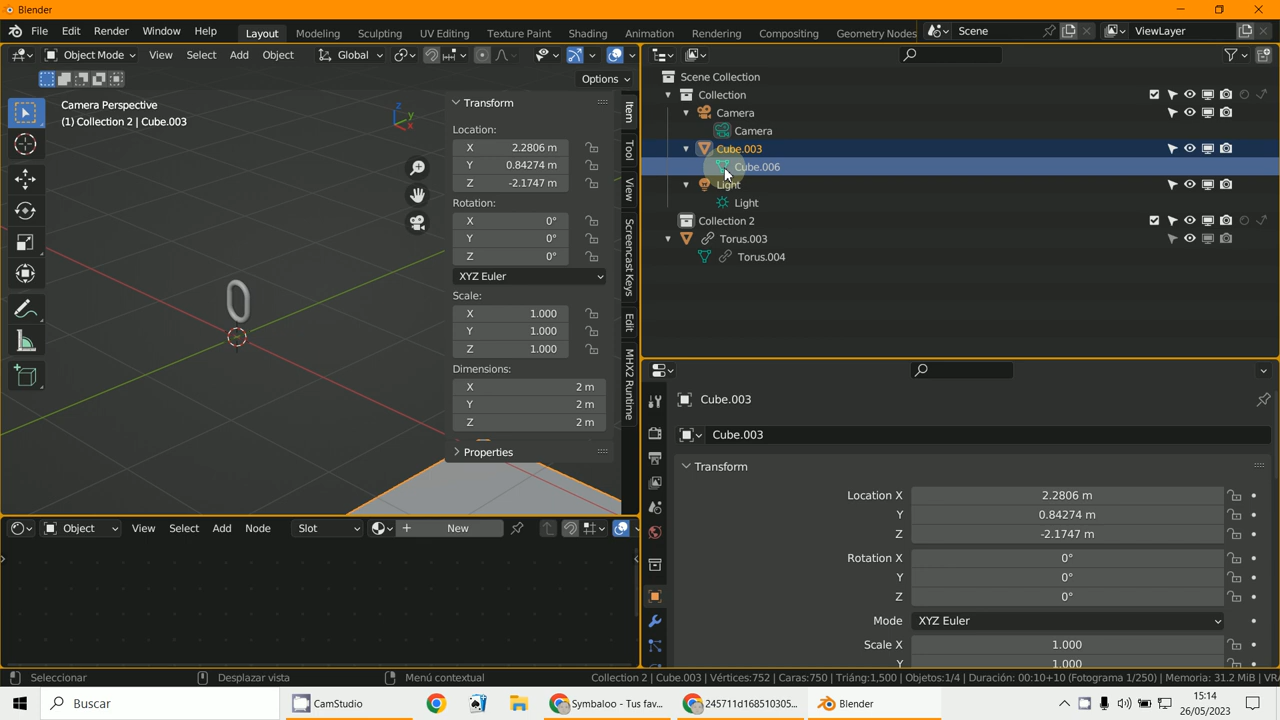 Blender
File Edit Render Window Help Layout Modeling Sculpting UV Editing Texture Paint Shading Animation Rendering Compositing Geometry Nodes Scene ViewLayer
Object Mode View Select Add Object Global
Options
Camera Perspective
(1) Collection 2 | Cube.003
Z
Y
X
Transform
Location:
X 2.2806 m
Y 0.84274 m
Z -2.1747 m
Rotation:
X 0°
Y 0°
Z 0°
XYZ Euler
Scale:
X 1.000
Y 1.000
Z 1.000
Dimensions:
X 2 m
Y 2 m
Z 2 m
Properties
Item
Tool
View
Screencast Keys
Edit
MHX2 Runtime
Scene Collection
Collection
Camera
Camera
Cube.003
Cube.006
Light
Light
Collection 2
Torus.003
Torus.004
Cube.003
Cube.003
Transform
Location X 2.2806 m
Y 0.84274 m
Z -2.1747 m
Rotation X 0°
Y 0°
Z 0°
Mode XYZ Euler
Scale X 1.000
Y 1.000
Object View Select Add Node Slot New
Seleccionar Desplazar vista Menú contextual Collection 2 | Cube.003 | Vértices:752 | Caras:750 | Triáng:1,500 | Objetos:1/4 | Duración: 00:10+10 (Fotograma 1/250) | Memoria: 31.2 MiB | VRA
Buscar CamStudio Symbaloo - Tus fav... 245711d168510305... Blender
15:14
26/05/2023